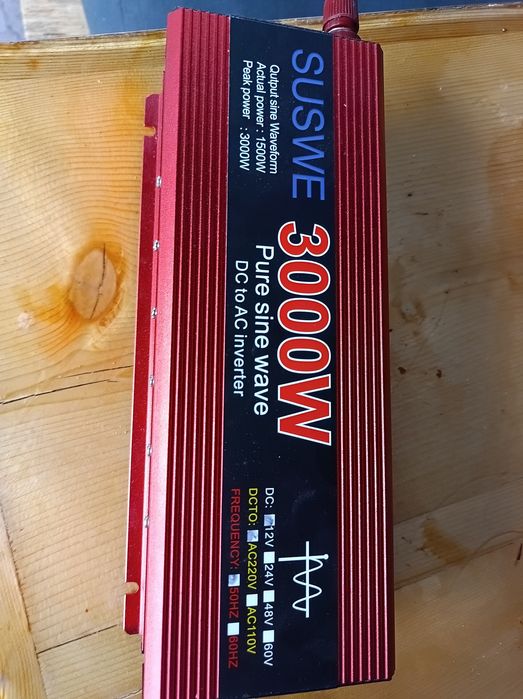 SUSWE
Output sine Waveform
Actual power : 1500W
Peak power : 3000W
3000W
Pure sine wave
DC to AC inverter
DC: 12V 24V 48V 60V
DCTO: AC220V AC110V
FREQUENCY: 50HZ 60HZ